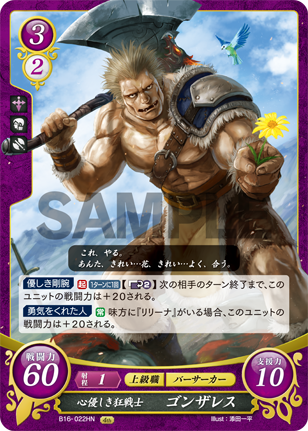 3
2
SAMPLE
これ、やる。
あんた、きれい…花。きれい…よく、合う。
優しき剛腕 起 1ターンに1回 【2】 次の相手のターン終了まで、この
ユニットの戦闘力は+20される。
勇気をくれた人 常 味方に『リリーナ』がいる場合、このユニットの
戦闘力は+20される。
戦闘力
60
射程 1 上級職 バーサーカー
支援力
10
心優しき狂戦士 ゴンザレス
B16-022HN
Illust:漆田一平